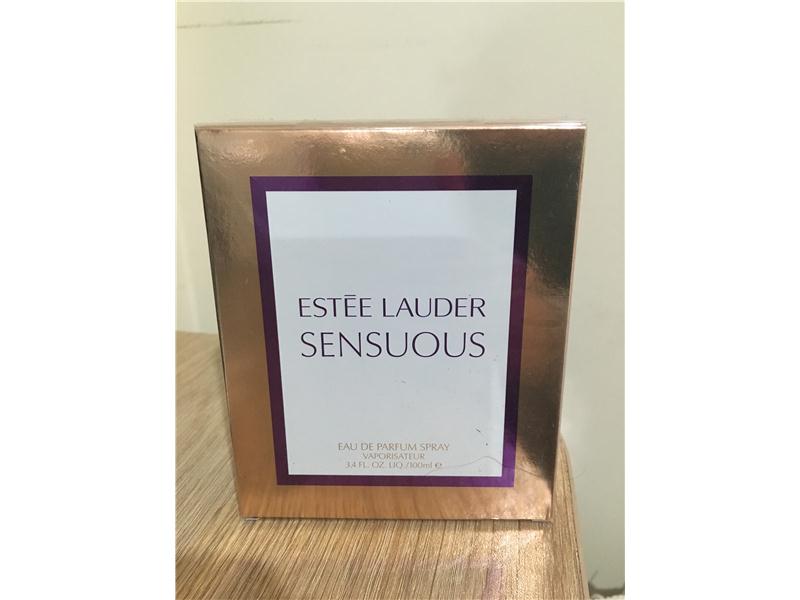 ESTĒE LAUDER
SENSUOUS
EAU DE PARFUM SPRAY
VAPORISATEUR
3.4 FL. OZ. LIQ./100ml ℮